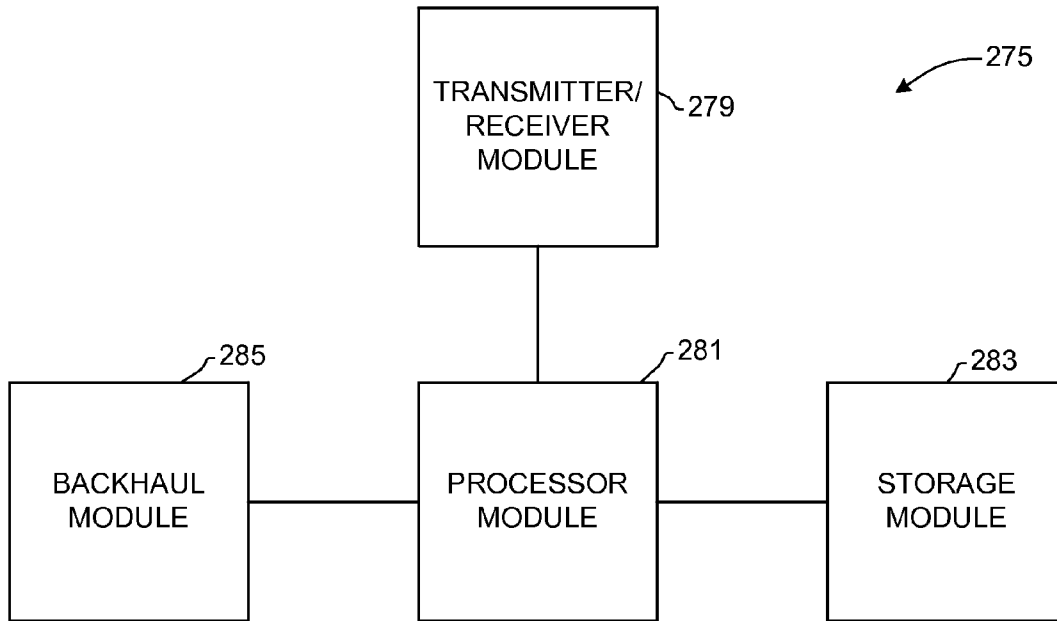 TRANSMITTER/
RECEIVER
MODULE
279
275
285
BACKHAUL
MODULE
281
PROCESSOR
MODULE
283
STORAGE
MODULE